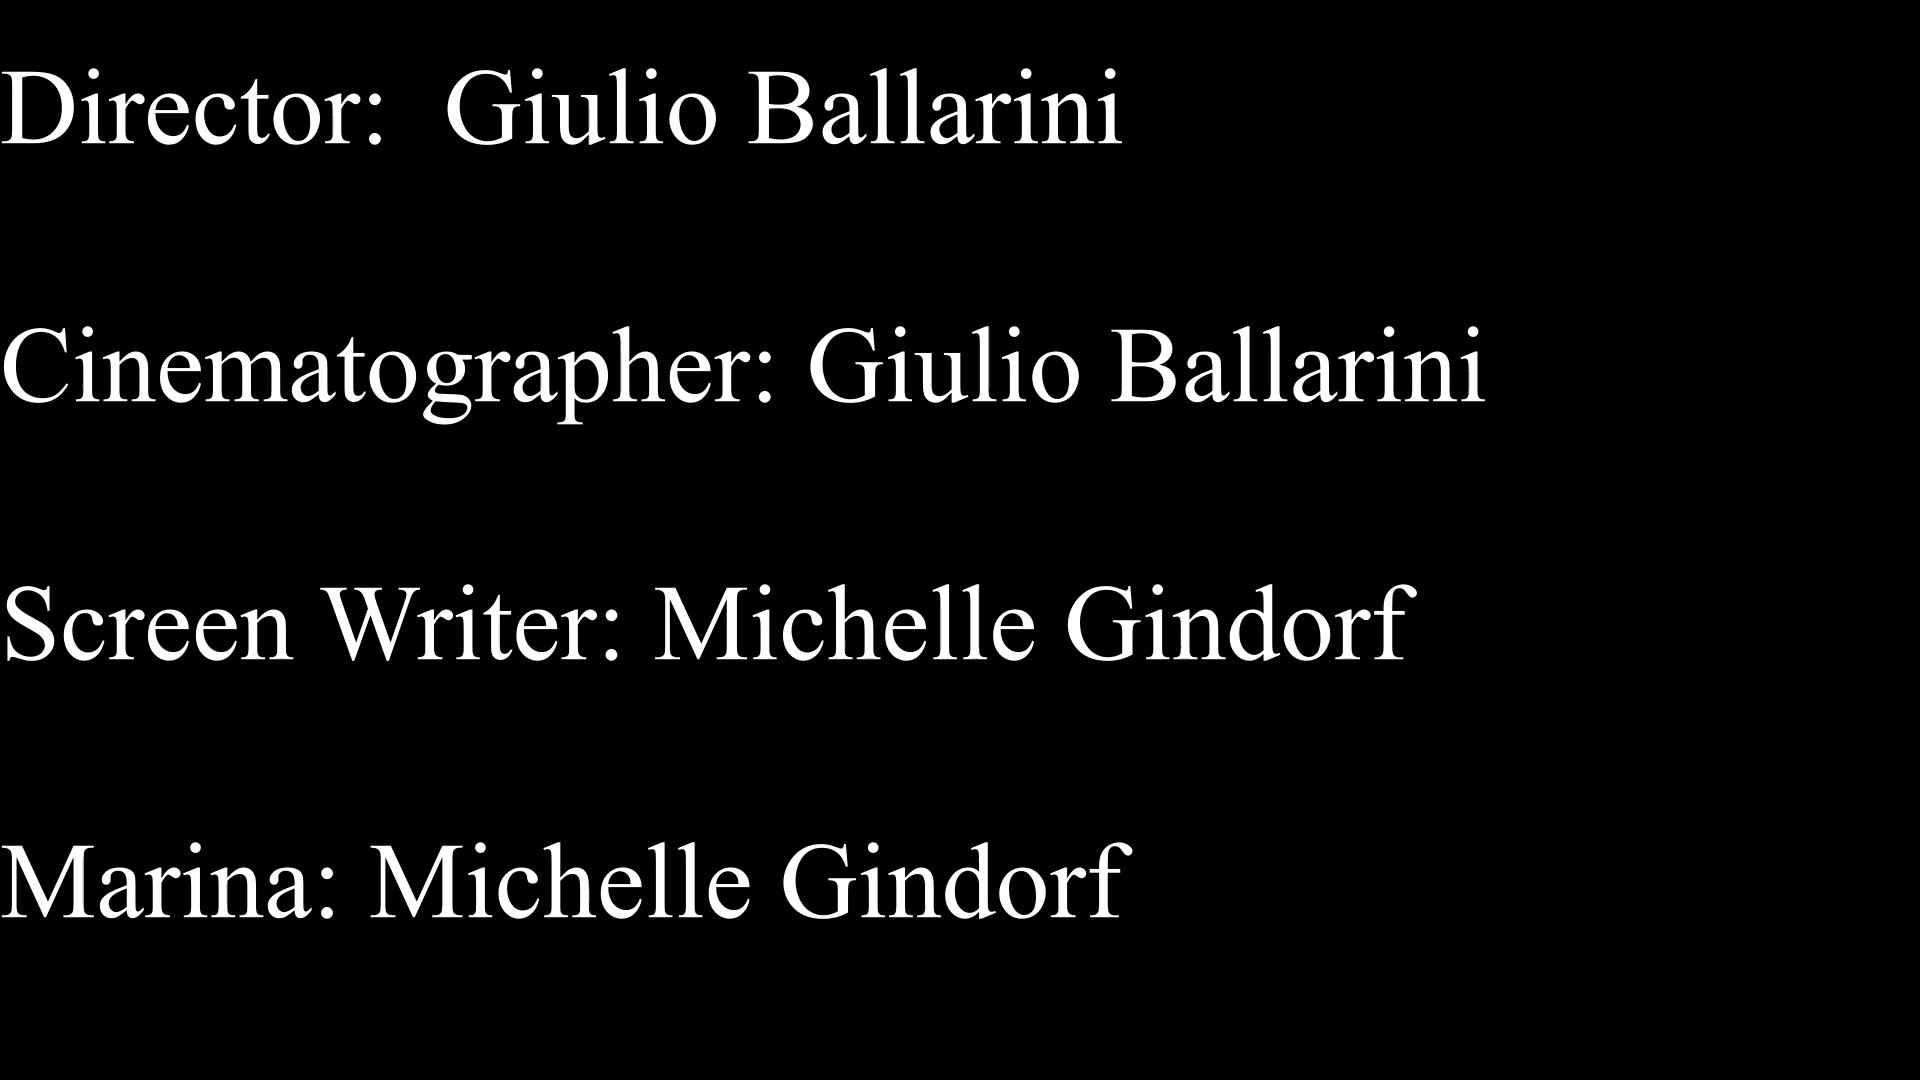 Director:  Giulio Ballarini
Cinematographer: Giulio Ballarini
Screen Writer: Michelle Gindorf
Marina: Michelle Gindorf